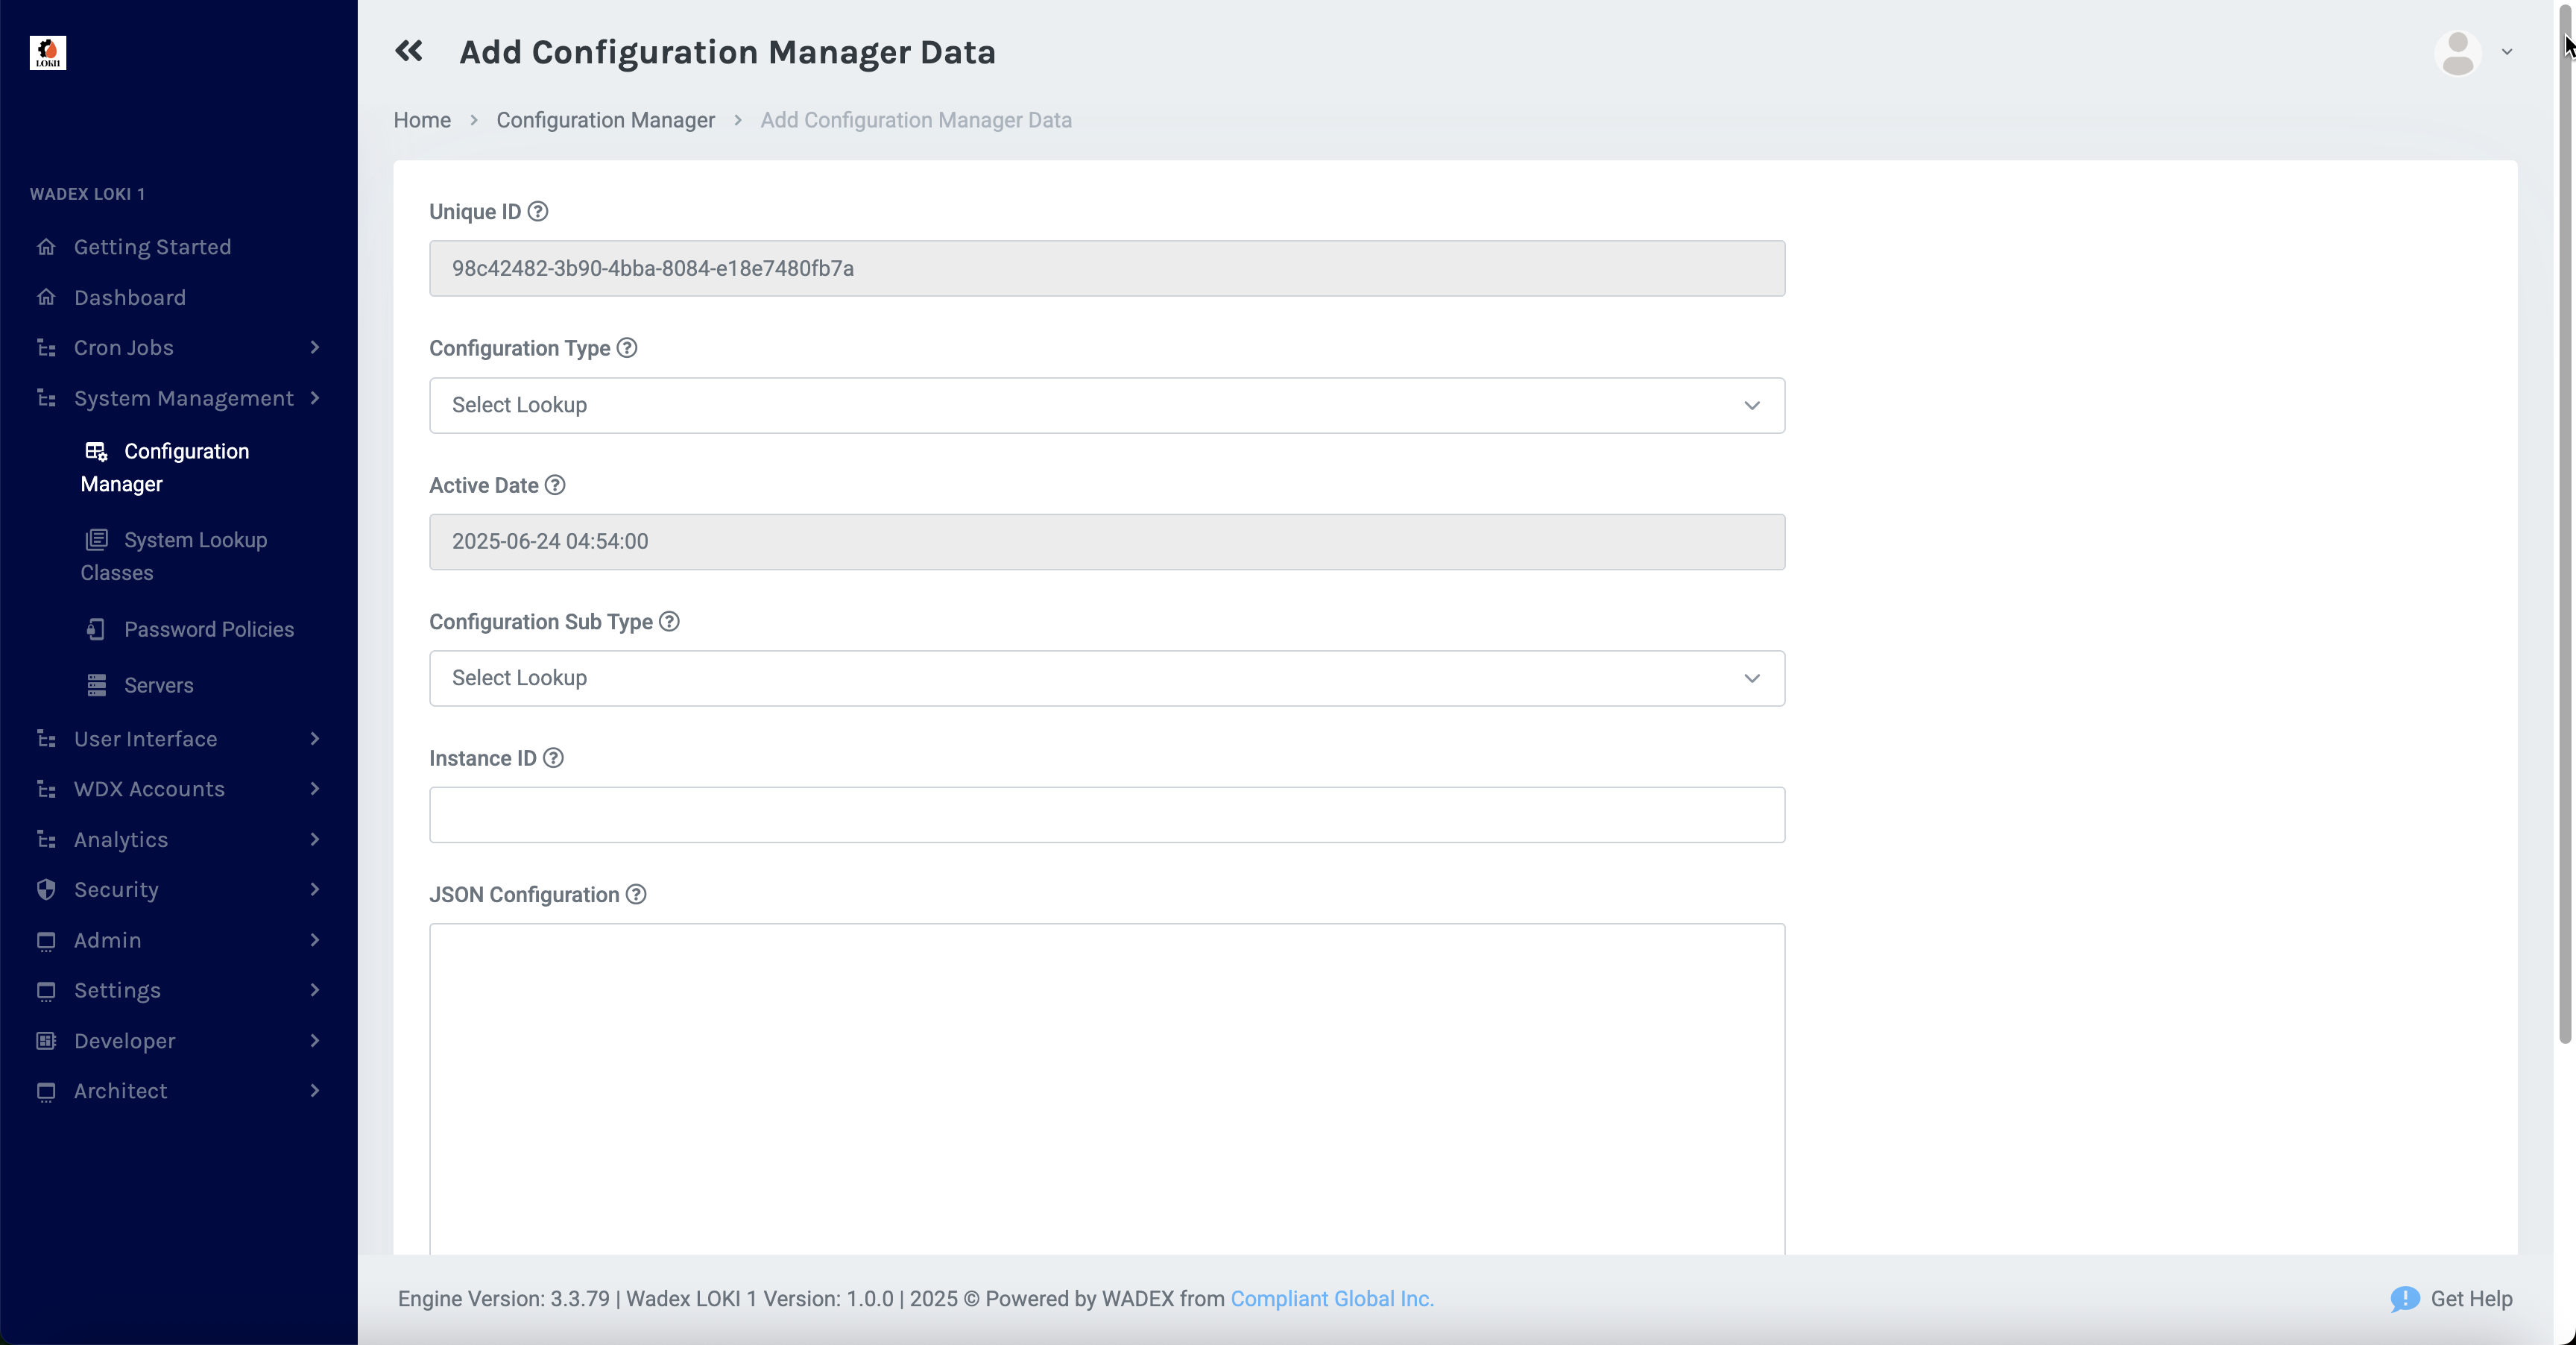 LOKII
Add Configuration Manager Data
Home > Configuration Manager > Add Configuration Manager Data
WADEX LOKI 1
Getting Started
Dashboard
Cron Jobs
System Management
Configuration
Manager
System Lookup
Classes
Password Policies
Servers
User Interface
WDX Accounts
Analytics
Security
Admin
Settings
Developer
Architect
Unique ID ?
98c42482-3b90-4bba-8084-e18e7480fb7a
Configuration Type ?
Select Lookup
Active Date ?
2025-06-24 04:54:00
Configuration Sub Type ?
Select Lookup
Instance ID ?
JSON Configuration ?
Engine Version: 3.3.79 | Wadex LOKI 1 Version: 1.0.0 | 2025 © Powered by WADEX from Compliant Global Inc.
Get Help